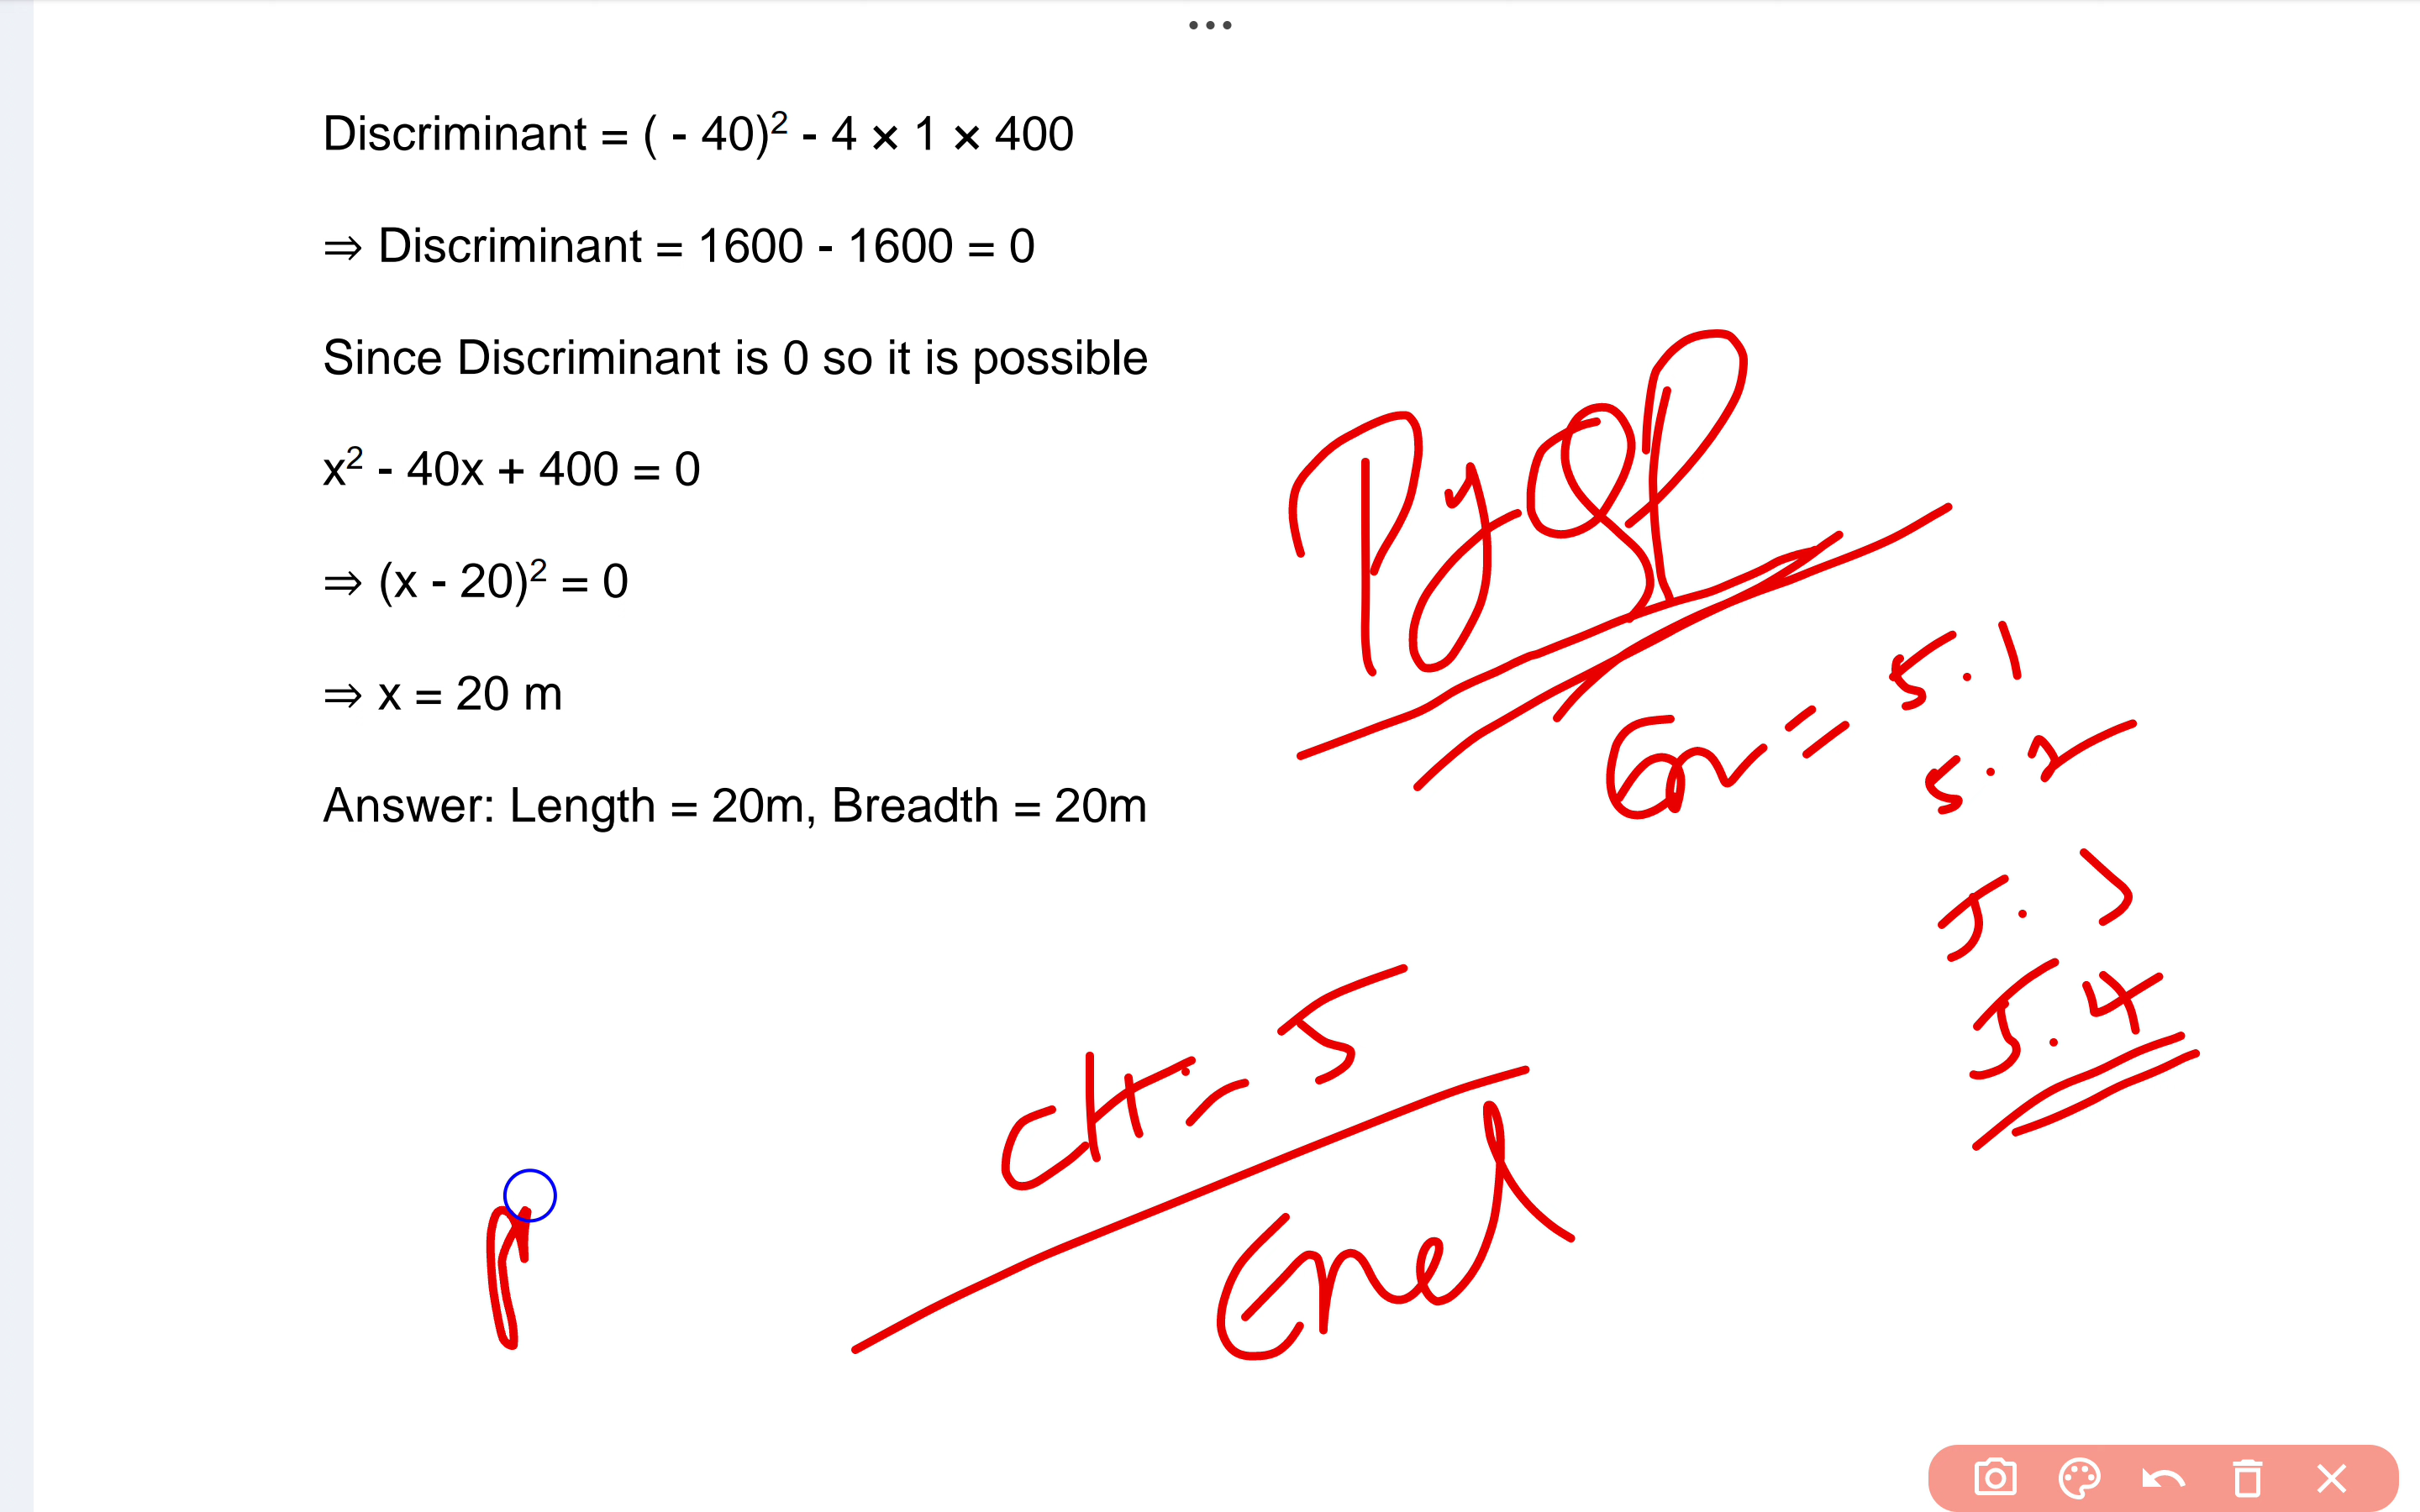 Discriminant = ( - 40)² - 4 × 1 × 400
⇒ Discriminant = 1600 - 1600 = 0
Since Discriminant is 0 so it is possible
x² - 40x + 400 = 0
⇒ (x - 20)² = 0
⇒ x = 20 m
Answer: Length = 20m, Breadth = 20m
PyQP
En = 5.1
5.2
5.3
5.4
CH:- 5
End